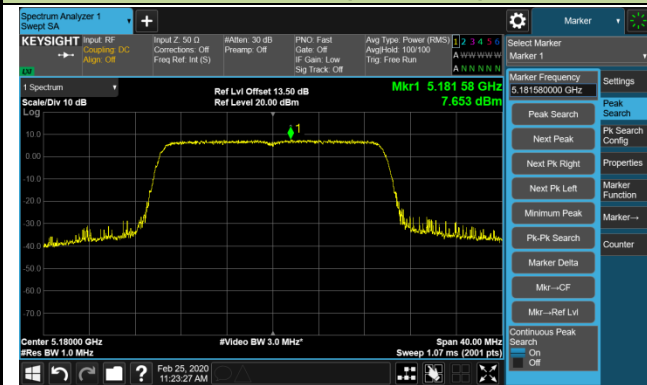 Spectrum Analyzer 1
Swept SA
Marker
KEYSIGHT
Input: RF
Coupling: DC
Align: Off
Input Z: 50 Ω
Corrections: Off
Freq Ref: Int (S)
#Atten: 30 dB
Preamp: Off
PNO: Fast
Gate: Off
IF Gain: Low
Sig Track: Off
Avg Type: Power (RMS)
Avg|Hold: 100/100
Trig: Free Run
1 2 3 4 5 6
A W W W W W
A N N N N N
LXI
Select Marker
Marker 1
1 Spectrum
Scale/Div 10 dB
Log
Ref Lvl Offset 13.50 dB
Ref Level 20.00 dBm
Mkr1 5.181 58 GHz
7.653 dBm
1
10.0
0.00
-10.0
-20.0
-30.0
-40.0
-50.0
-60.0
-70.0
Center 5.18000 GHz
#Res BW 1.0 MHz
#Video BW 3.0 MHz*
Span 40.00 MHz
Sweep 1.07 ms (2001 pts)
Marker Frequency
5.181580000 GHz
Peak Search
Next Peak
Next Pk Right
Next Pk Left
Minimum Peak
Pk-Pk Search
Marker Delta
Mkr→CF
Mkr→Ref Lvl
Continuous Peak
Search
On
Off
Settings
Peak
Search
Pk Search
Config
Properties
Marker
Function
Marker→
Counter
?
Feb 25, 2020
11:23:27 AM